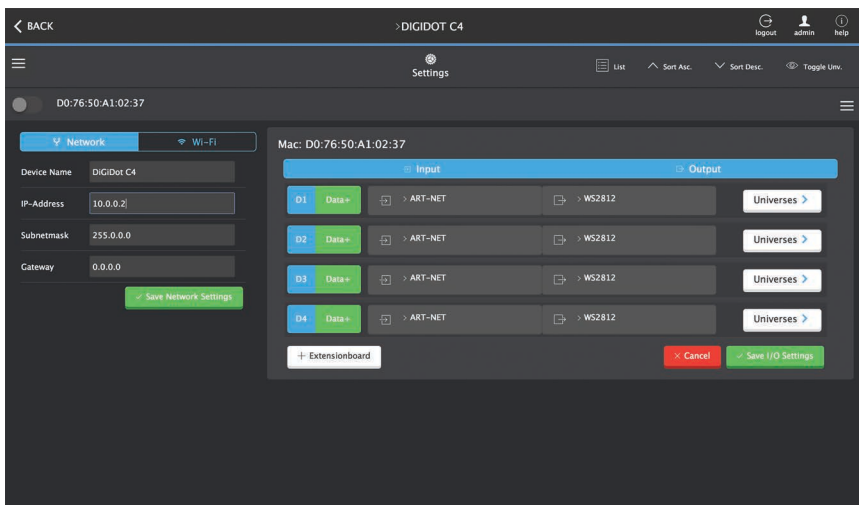 BACK
>DIGIDOT C4
logout
admin
help
Settings
List
Sort Asc.
Sort Desc.
Toggle Unv.
D0:76:50:A1:02:37
Network
Wi-Fi
Device Name
DiGiDot C4
IP-Address
10.0.0.2
Subnetmask
255.0.0.0
Gateway
0.0.0.0
Save Network Settings
Mac: D0:76:50:A1:02:37
Input
Output
D1 Data+ > ART-NET > WS2812 Universes >
D2 Data+ > ART-NET > WS2812 Universes >
D3 Data+ > ART-NET > WS2812 Universes >
D4 Data+ > ART-NET > WS2812 Universes >
+ Extensionboard
× Cancel
Save I/O Settings